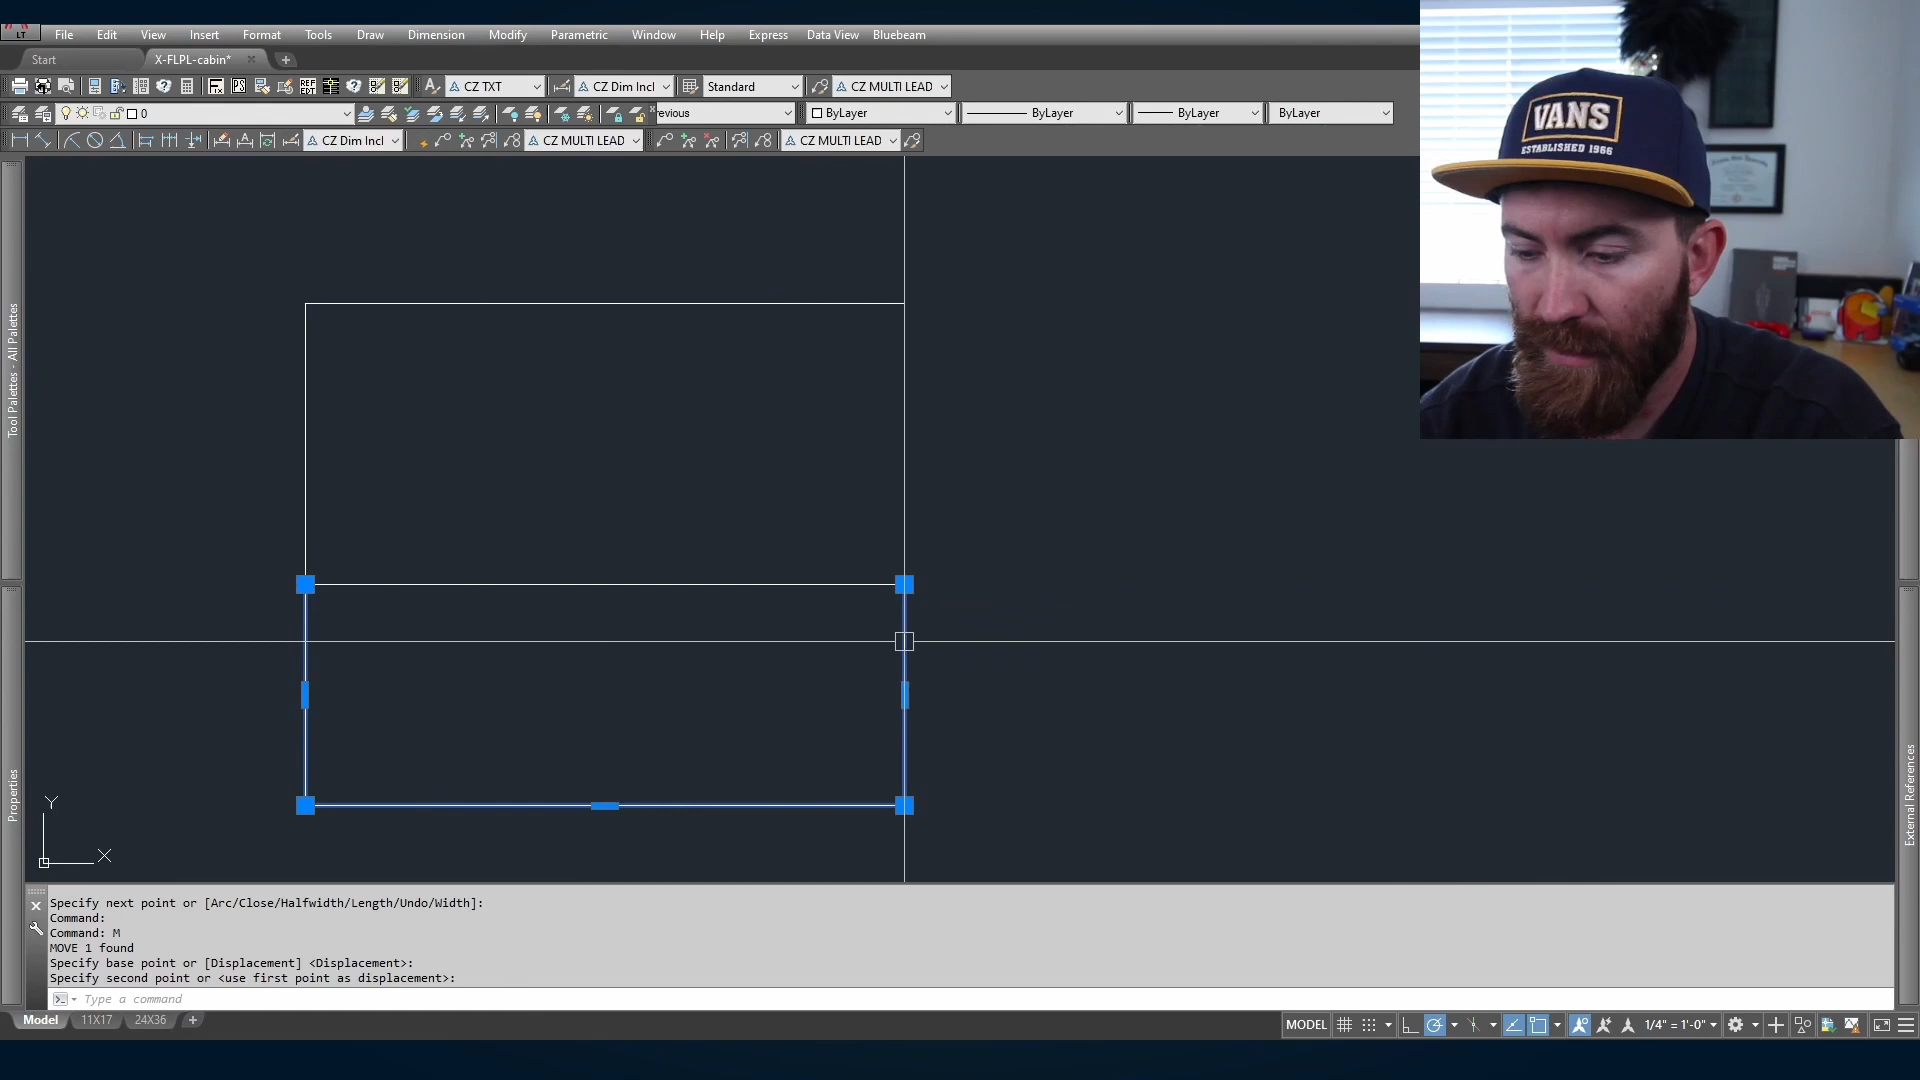 LT
File Edit View Insert Format Tools Draw Dimension Modify Parametric Window Help Express Data View Bluebeam
Start X-FLPL-cabin*
CZ TXT CZ Dim Incl Standard CZ MULTI LEAD
0 evious ByLayer ByLayer ByLayer ByLayer
CZ Dim Incl CZ MULTI LEAD CZ MULTI LEAD
VANS
ESTABLISHED 1966
Tool Palettes - All Palettes
Properties
External References
Y
X
Specify next point or [Arc/Close/Halfwidth/Length/Undo/Width]:
Command:
Command: M
MOVE 1 found
Specify base point or [Displacement] <Displacement>:
Specify second point or <use first point as displacement>:
Type a command
Model 11X17 24X36
MODEL 1/4" = 1'-0"